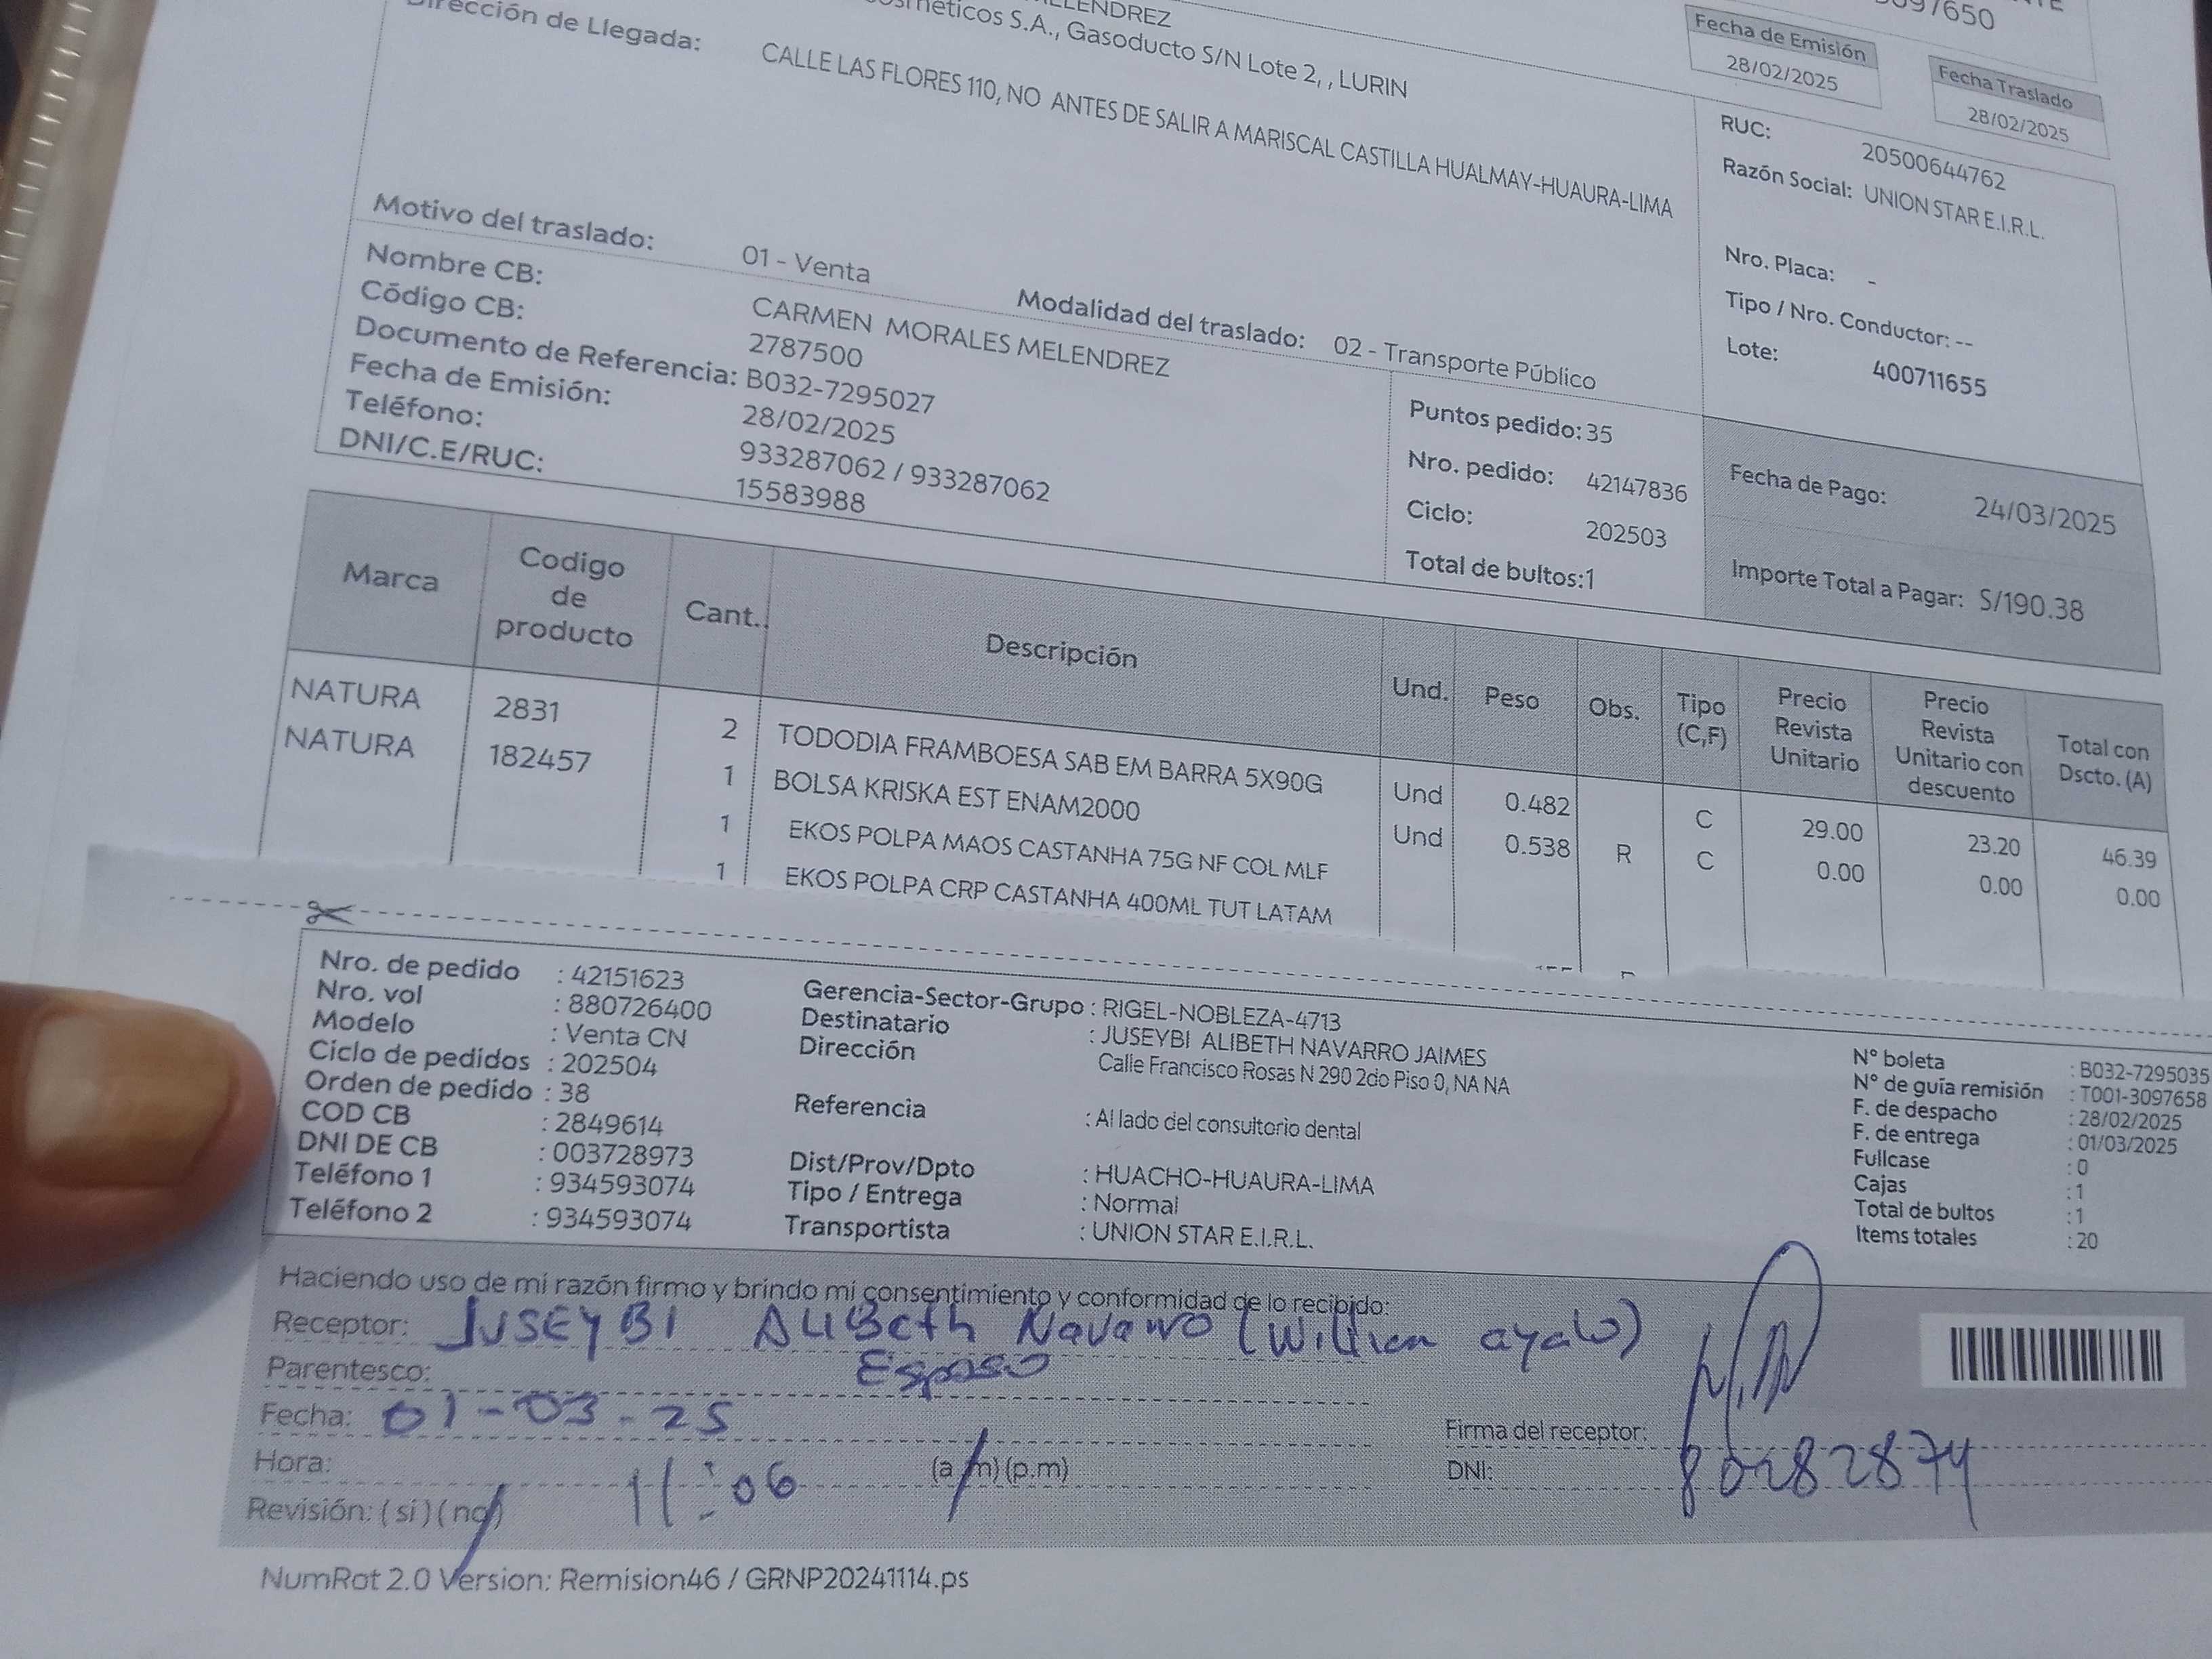 MELENDREZ
Cosméticos S.A., Gasoducto S/N Lote 2, , LURIN
Dirección de Llegada: CALLE LAS FLORES 110, NO ANTES DE SALIR A MARISCAL CASTILLA HUALMAY-HUAURA-LIMA
Fecha de Emisión
28/02/2025
Fecha Traslado
28/02/2025
RUC: 20500644762
Razón Social: UNION STAR E.I.R.L.
Nro. Placa: -
Tipo / Nro. Conductor: --
Lote: 400711655
Motivo del traslado: 01 - Venta
Modalidad del traslado: 02 - Transporte Público
Nombre CB: CARMEN MORALES MELENDREZ
Código CB: 2787500
Documento de Referencia: B032-7295027
Fecha de Emisión: 28/02/2025
Teléfono: 933287062 / 933287062
DNI/C.E/RUC: 15583988
Puntos pedido: 35
Nro. pedido: 42147836
Ciclo: 202503
Total de bultos:1
Fecha de Pago: 24/03/2025
Importe Total a Pagar: S/190.38
Marca Codigo de producto Cant. Descripción Und. Peso Obs. Tipo (C,F) Precio Revista Unitario Precio Revista Unitario con descuento Total con Dscto. (A)
NATURA 2831 2 TODODIA FRAMBOESA SAB EM BARRA 5X90G Und 0.482 C 29.00 23.20 46.39
NATURA 182457 1 BOLSA KRISKA EST ENAM2000 Und 0.538 R C 0.00 0.00 0.00
1 EKOS POLPA MAOS CASTANHA 75G NF COL MLF
1 EKOS POLPA CRP CASTANHA 400ML TUT LATAM
Nro. de pedido : 42151623
Nro. vol : 880726400
Modelo : Venta CN
Ciclo de pedidos : 202504
Orden de pedido : 38
COD CB : 2849614
DNI DE CB : 003728973
Teléfono 1 : 934593074
Teléfono 2 : 934593074
Gerencia-Sector-Grupo : RIGEL-NOBLEZA-4713
Destinatario : JUSEYBI ALIBETH NAVARRO JAIMES
Dirección Calle Francisco Rosas N 290 2do Piso 0, NA NA
Referencia : Al lado del consultorio dental
Dist/Prov/Dpto : HUACHO-HUAURA-LIMA
Tipo / Entrega : Normal
Transportista : UNION STAR E.I.R.L.
N° boleta : B032-7295035
N° de guía remisión : T001-3097658
F. de despacho : 28/02/2025
F. de entrega : 01/03/2025
Fullcase : 0
Cajas : 1
Total de bultos : 1
Items totales : 20
Haciendo uso de mi razón firmo y brindo mi consentimiento y conformidad de lo recibido:
Receptor: JUSEYBI Alibeth Navarro (Willian ayala)
Parentesco: Esposo
Fecha: 01-03-25
Hora: 11:06 (a.m) (p.m)
Revisión: ( si ) ( no )
Firma del receptor:
DNI: 80282874
NumRot 2.0 Version: Remision46 / GRNP20241114.ps